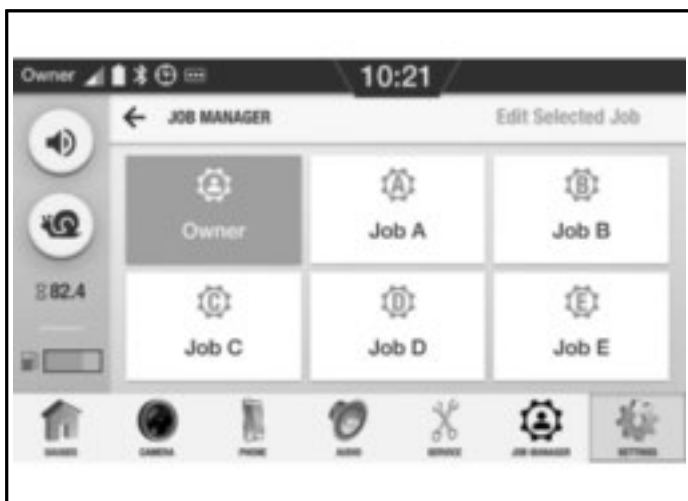 Owner 10:21
JOB MANAGER Edit Selected Job
Owner Job A Job B
82.4
Job C Job D Job E
GAUGES CAMERA PHONE AUDIO SERVICE JOB MANAGER SETTINGS